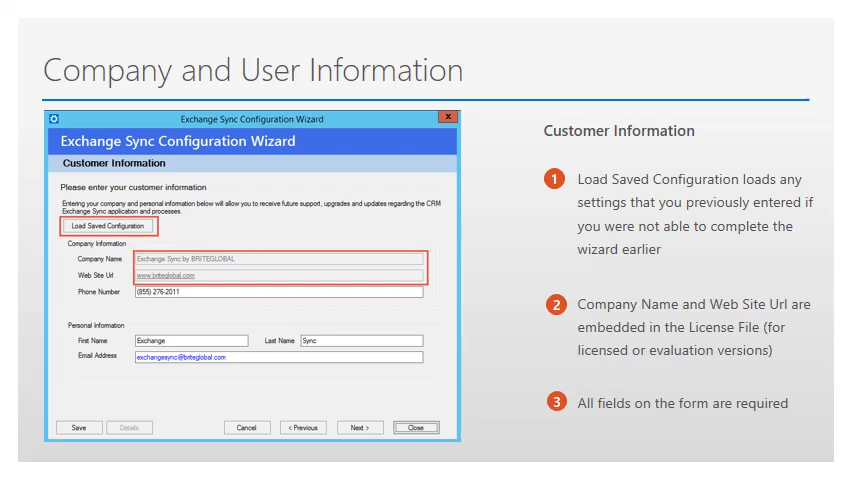 Company and User Information
Exchange Sync Configuration Wizard
x
Exchange Sync Configuration Wizard
Customer Information
Please enter your customer information
Entering your company and personal information below will allow you to receive future support, upgrades and updates regarding the CRM
Exchange Sync application and processes.
Load Saved Configuration
Company Information
Company Name Exchange Sync by BRITEGLOBAL
Web Site Url www.briteglobal.com
Phone Number (855) 276-2011
Personal Information
First Name Exchange Last Name Sync
Email Address exchangesync@briteglobal.com
Save Details Cancel < Previous Next > Close
Customer Information
1 Load Saved Configuration loads any
settings that you previously entered if
you were not able to complete the
wizard earlier
2 Company Name and Web Site Url are
embedded in the License File (for
licensed or evaluation versions)
3 All fields on the form are required